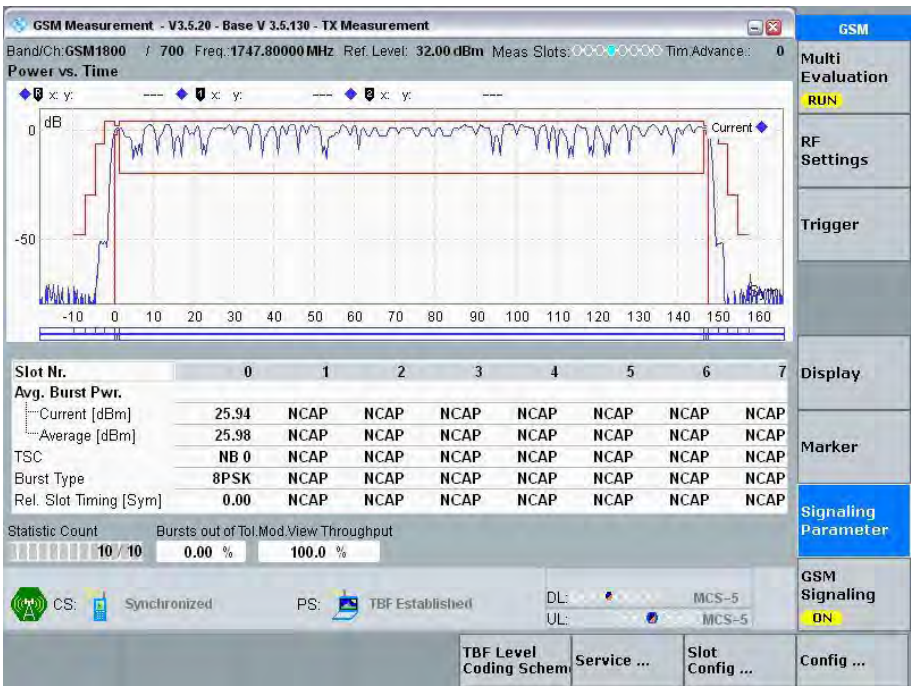 GSM Measurement - V3.5.20 - Base V 3.5.130 - TX Measurement
Band/Ch:GSM1800 / 700 Freq.:1747.80000 MHz Ref. Level: 32.00 dBm Meas Slots: Tim.Advance.: 0
Power vs. Time
R x: y: --- 1 x: y: --- 2 x: y: ---
dB
Current
0
-50
-10 0 10 20 30 40 50 60 70 80 90 100 110 120 130 140 150 160
Slot Nr. 0 1 2 3 4 5 6 7
Avg. Burst Pwr.
Current [dBm] 25.94 NCAP NCAP NCAP NCAP NCAP NCAP NCAP
Average [dBm] 25.98 NCAP NCAP NCAP NCAP NCAP NCAP NCAP
TSC NB 0 NCAP NCAP NCAP NCAP NCAP NCAP NCAP
Burst Type 8PSK NCAP NCAP NCAP NCAP NCAP NCAP NCAP
Rel. Slot Timing [Sym] 0.00 NCAP NCAP NCAP NCAP NCAP NCAP NCAP
Statistic Count Bursts out of Tol. Mod.View Throughput
10 / 10 0.00 % 100.0 %
CS: Synchronized PS: TBF Established
DL: MCS-5
UL: MCS-5
GSM
Multi
Evaluation
RUN
RF
Settings
Trigger
Display
Marker
Signaling
Parameter
GSM
Signaling
ON
TBF Level
Coding Schem
Service ...
Slot
Config ...
Config ...